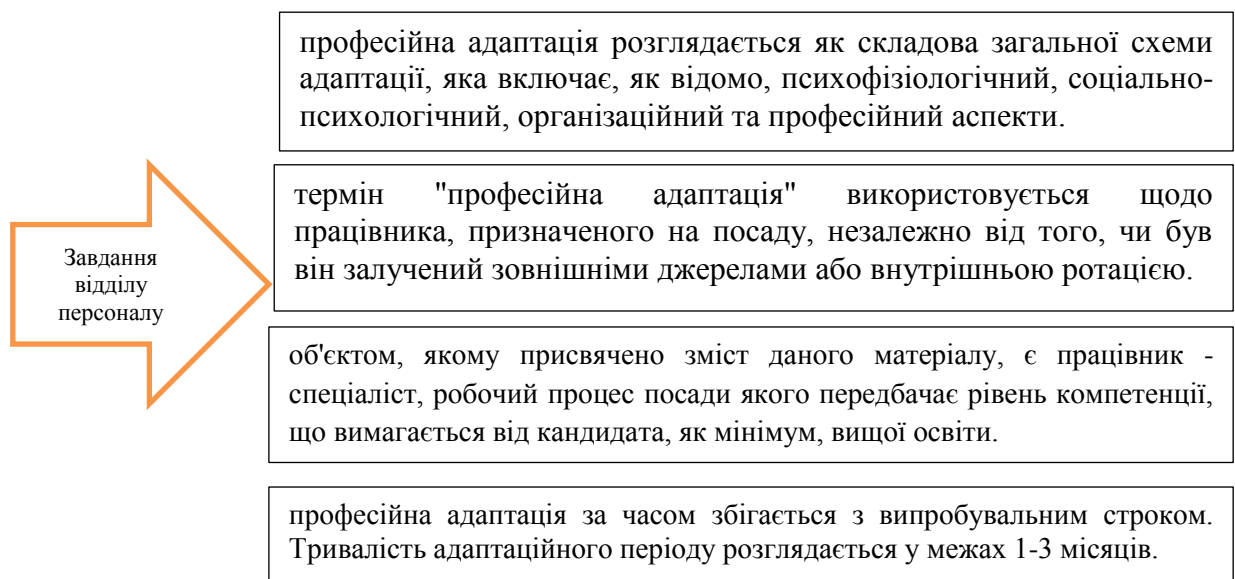 професійна адаптація розглядається як складова загальної схеми
адаптації, яка включає, як відомо, психофізіологічний, соціально-
психологічний, організаційний та професійний аспекти.
термін "професійна адаптація" використовується щодо
працівника, призначеного на посаду, незалежно від того, чи був
він залучений зовнішніми джерелами або внутрішньою ротацією.
Завдання
відділу
персоналу
об'єктом, якому присвячено зміст даного матеріалу, є працівник -
спеціаліст, робочий процес посади якого передбачає рівень компетенції,
що вимагається від кандидата, як мінімум, вищої освіти.
професійна адаптація за часом збігається з випробувальним строком.
Тривалість адаптаційного періоду розглядається у межах 1-3 місяців.